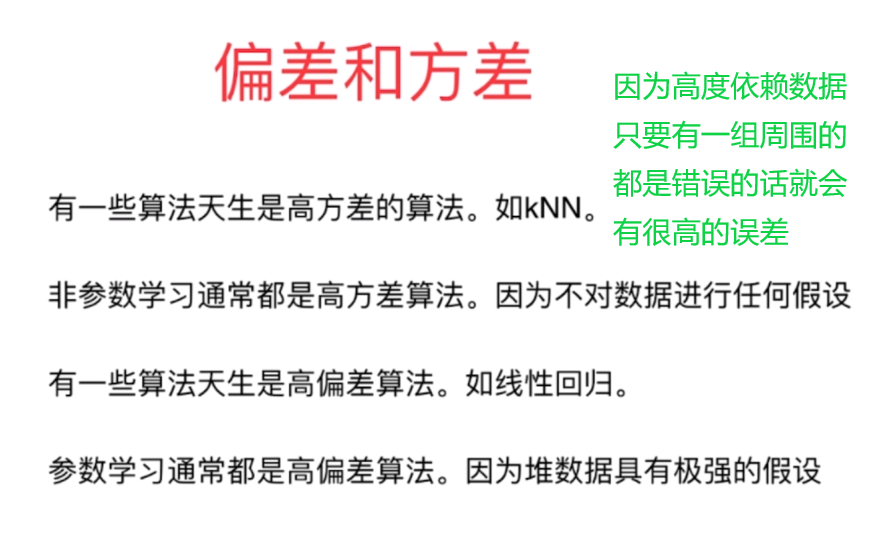 偏差和方差
因为高度依赖数据
只要有一组周围的
都是错误的话就会
有很高的误差
有一些算法天生是高方差的算法。如kNN。
非参数学习通常都是高方差算法。因为不对数据进行任何假设
有一些算法天生是高偏差算法。如线性回归。
参数学习通常都是高偏差算法。因为堆数据具有极强的假设